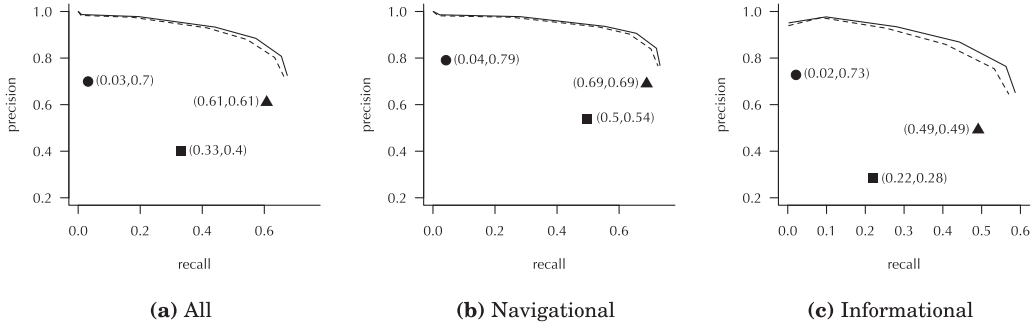 precision
1.0
0.8
0.6
0.4
0.2
(0.03,0.7)
(0.61,0.61)
(0.33,0.4)
0.0 0.2 0.4 0.6
recall
(a) All
precision
1.0
0.8
0.6
0.4
0.2
(0.04,0.79)
(0.69,0.69)
(0.5,0.54)
0.0 0.2 0.4 0.6
recall
(b) Navigational
precision
1.0
0.8
0.6
0.4
0.2
(0.02,0.73)
(0.49,0.49)
(0.22,0.28)
0.0 0.1 0.2 0.3 0.4 0.5 0.6
recall
(c) Informational